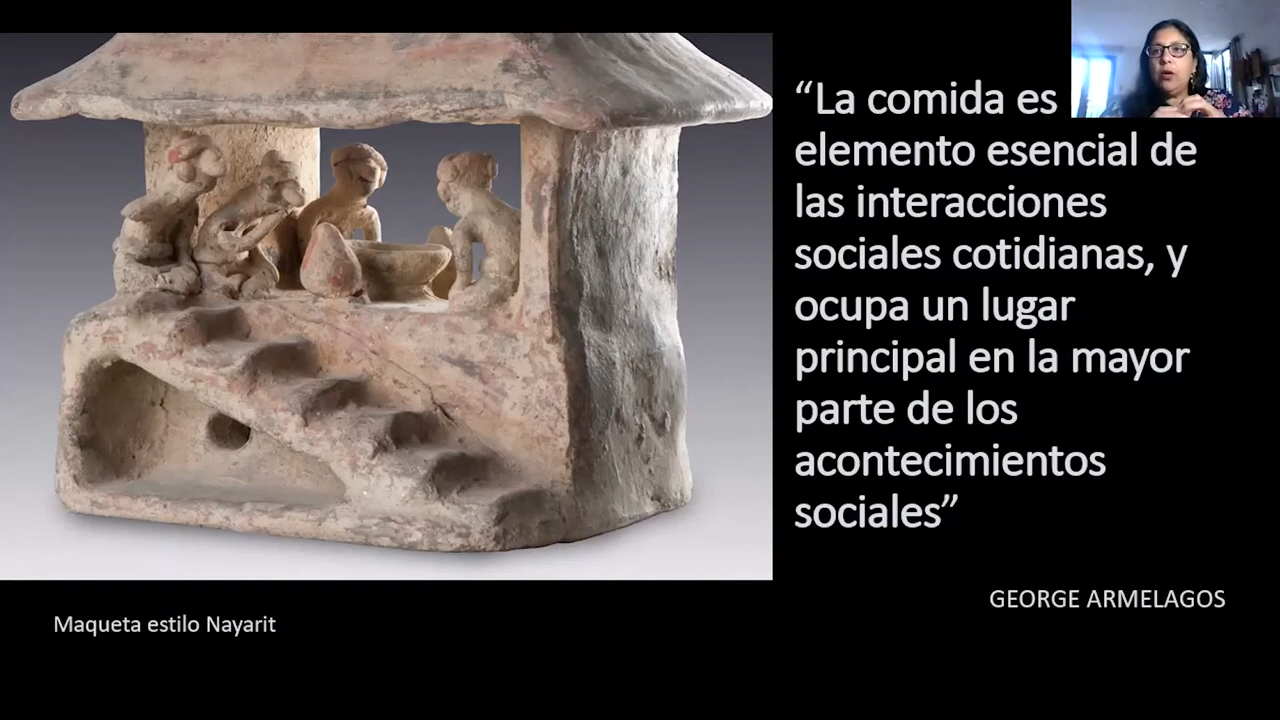 “La comida es
elemento esencial de
las interacciones
sociales cotidianas, y
ocupa un lugar
principal en la mayor
parte de los
acontecimientos
sociales”
GEORGE ARMELAGOS
Maqueta estilo Nayarit